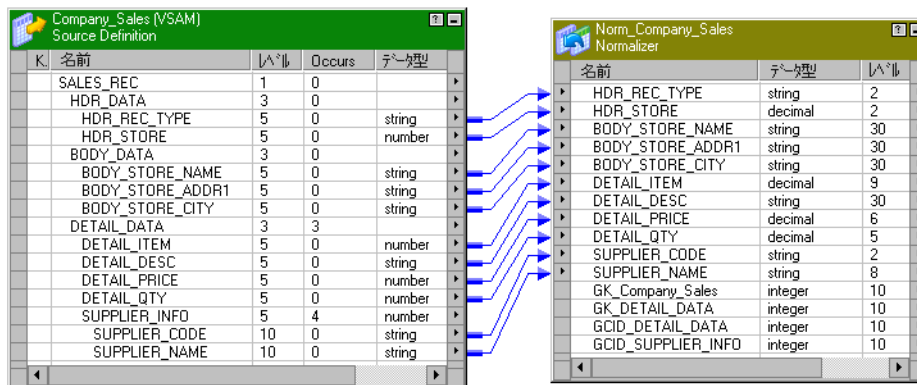 Company_Sales (VSAM)
Source Definition
K. 名前 レベル Occurs データ型
SALES_REC 1 0
HDR_DATA 3 0
HDR_REC_TYPE 5 0 string
HDR_STORE 5 0 number
BODY_DATA 3 0
BODY_STORE_NAME 5 0 string
BODY_STORE_ADDR1 5 0 string
BODY_STORE_CITY 5 0 string
DETAIL_DATA 3 3
DETAIL_ITEM 5 0 number
DETAIL_DESC 5 0 string
DETAIL_PRICE 5 0 number
DETAIL_QTY 5 0 number
SUPPLIER_INFO 5 4 number
SUPPLIER_CODE 10 0 string
SUPPLIER_NAME 10 0 string
Norm_Company_Sales
Normalizer
名前 データ型 レベル
HDR_REC_TYPE string 2
HDR_STORE decimal 2
BODY_STORE_NAME string 30
BODY_STORE_ADDR1 string 30
BODY_STORE_CITY string 30
DETAIL_ITEM decimal 9
DETAIL_DESC string 30
DETAIL_PRICE decimal 6
DETAIL_QTY decimal 5
SUPPLIER_CODE string 2
SUPPLIER_NAME string 8
GK_Company_Sales integer 10
GK_DETAIL_DATA integer 10
GCID_DETAIL_DATA integer 10
GCID_SUPPLIER_INFO integer 10